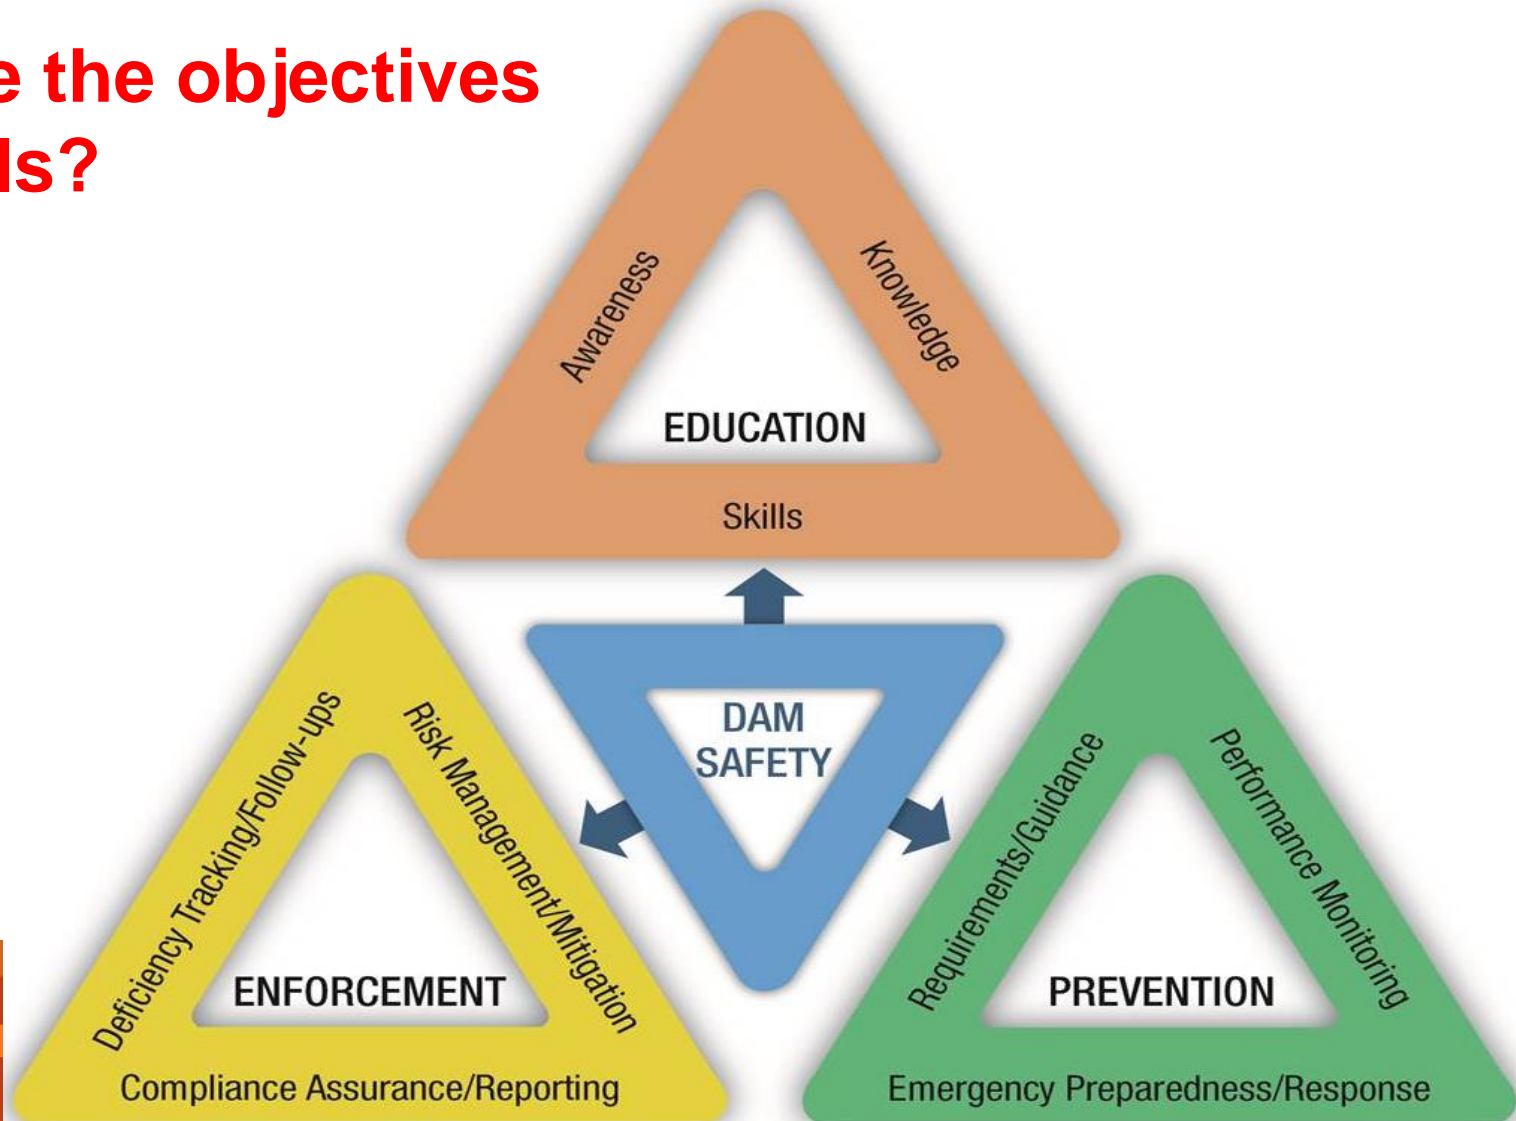 e the objectives
ls?
Awareness
Knowledge
EDUCATION
Skills
DAM
SAFETY
Deficiency Tracking/Follow-ups
Risk Management/Mitigation
ENFORCEMENT
Compliance Assurance/Reporting
Requirements/Guidance
Performance Monitoring
PREVENTION
Emergency Preparedness/Response